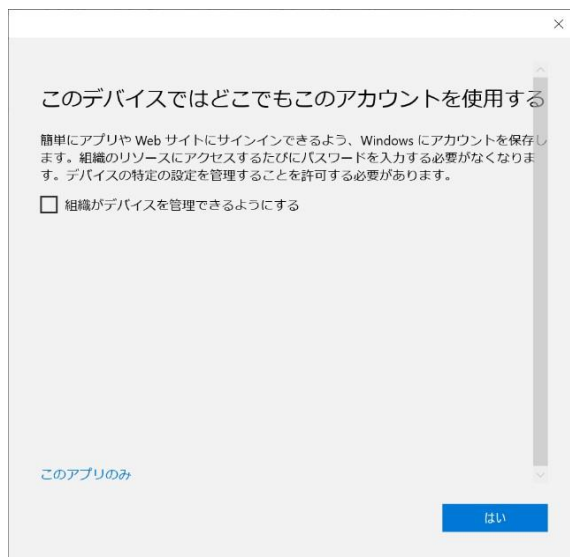 このデバイスではどこでもこのアカウントを使用する
簡単にアプリや Web サイトにサインインできるよう、Windows にアカウントを保存し
ます。組織のリソースにアクセスするたびにパスワードを入力する必要がなくなりま
す。デバイスの特定の設定を管理することを許可する必要があります。
組織がデバイスを管理できるようにする
このアプリのみ
はい